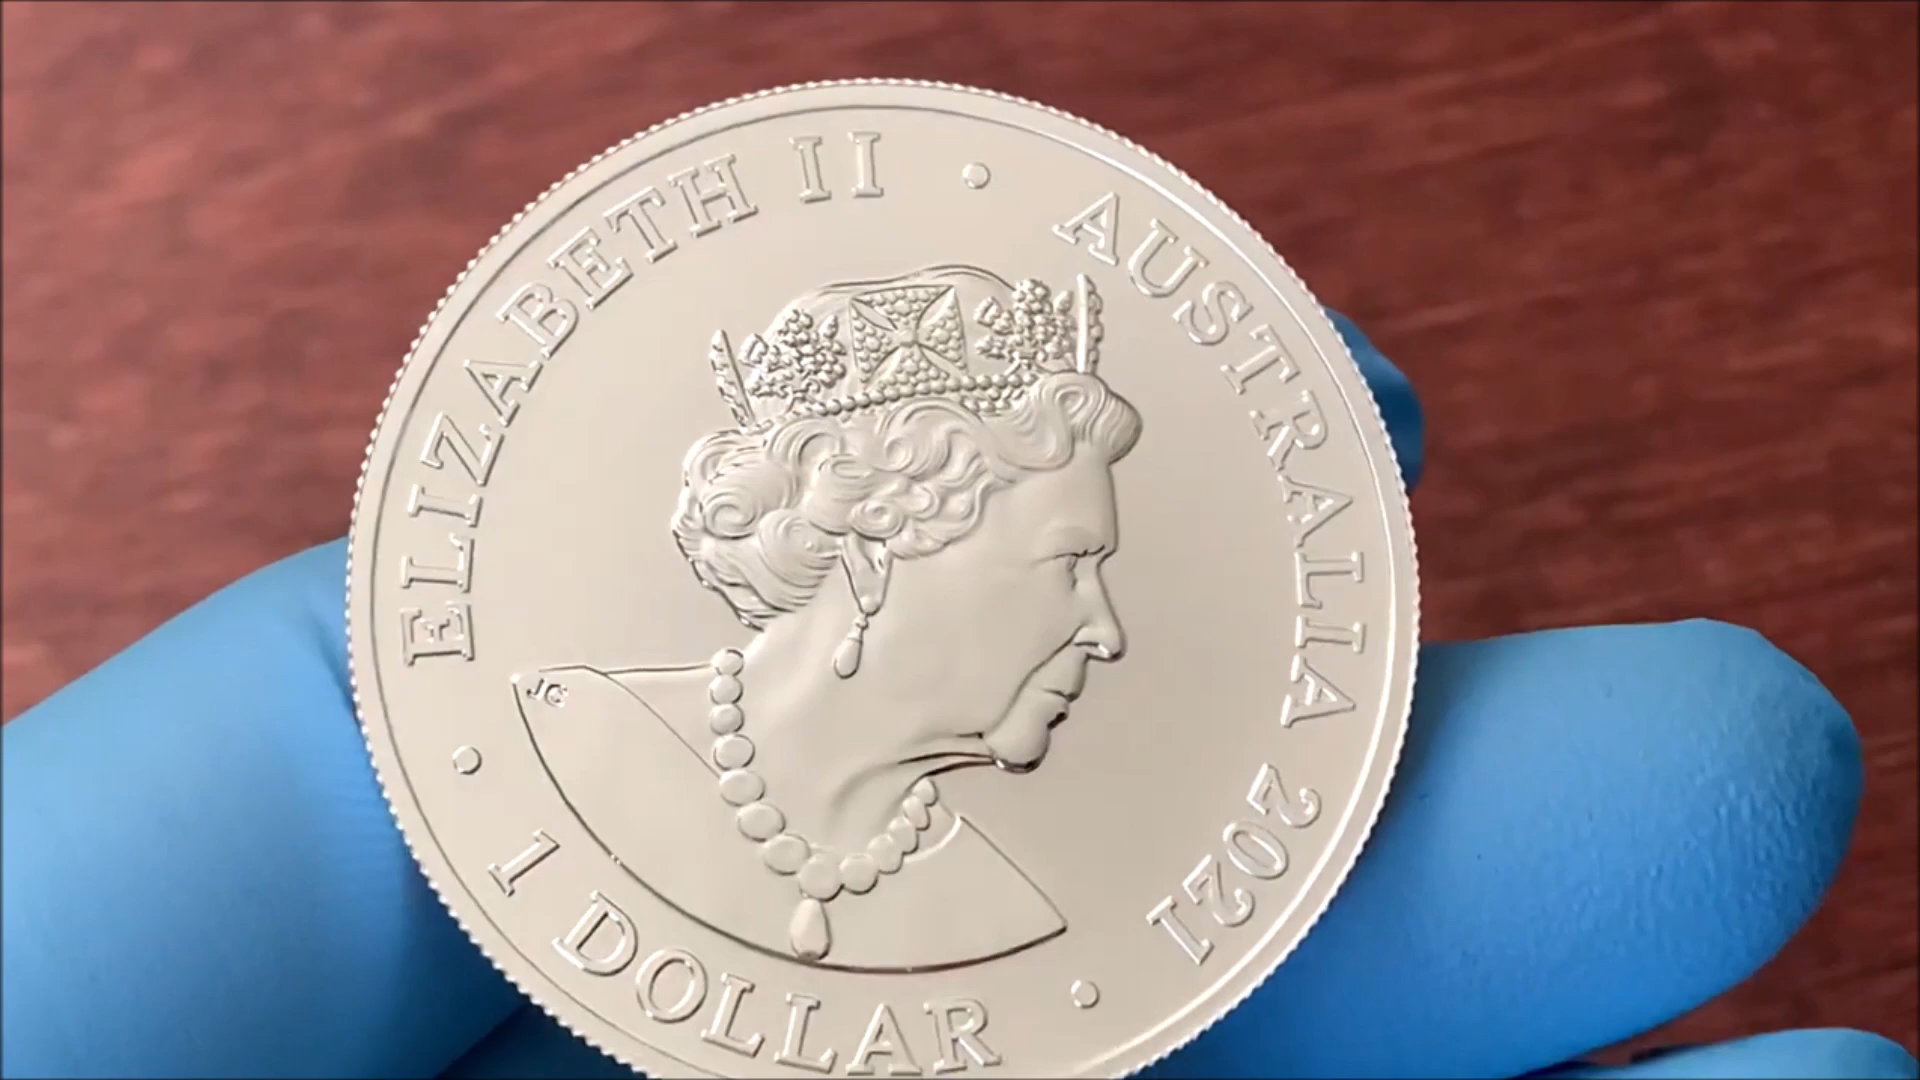 ELIZABETH II • AUSTRALIA 2021 •
1 DOLLAR •
JC